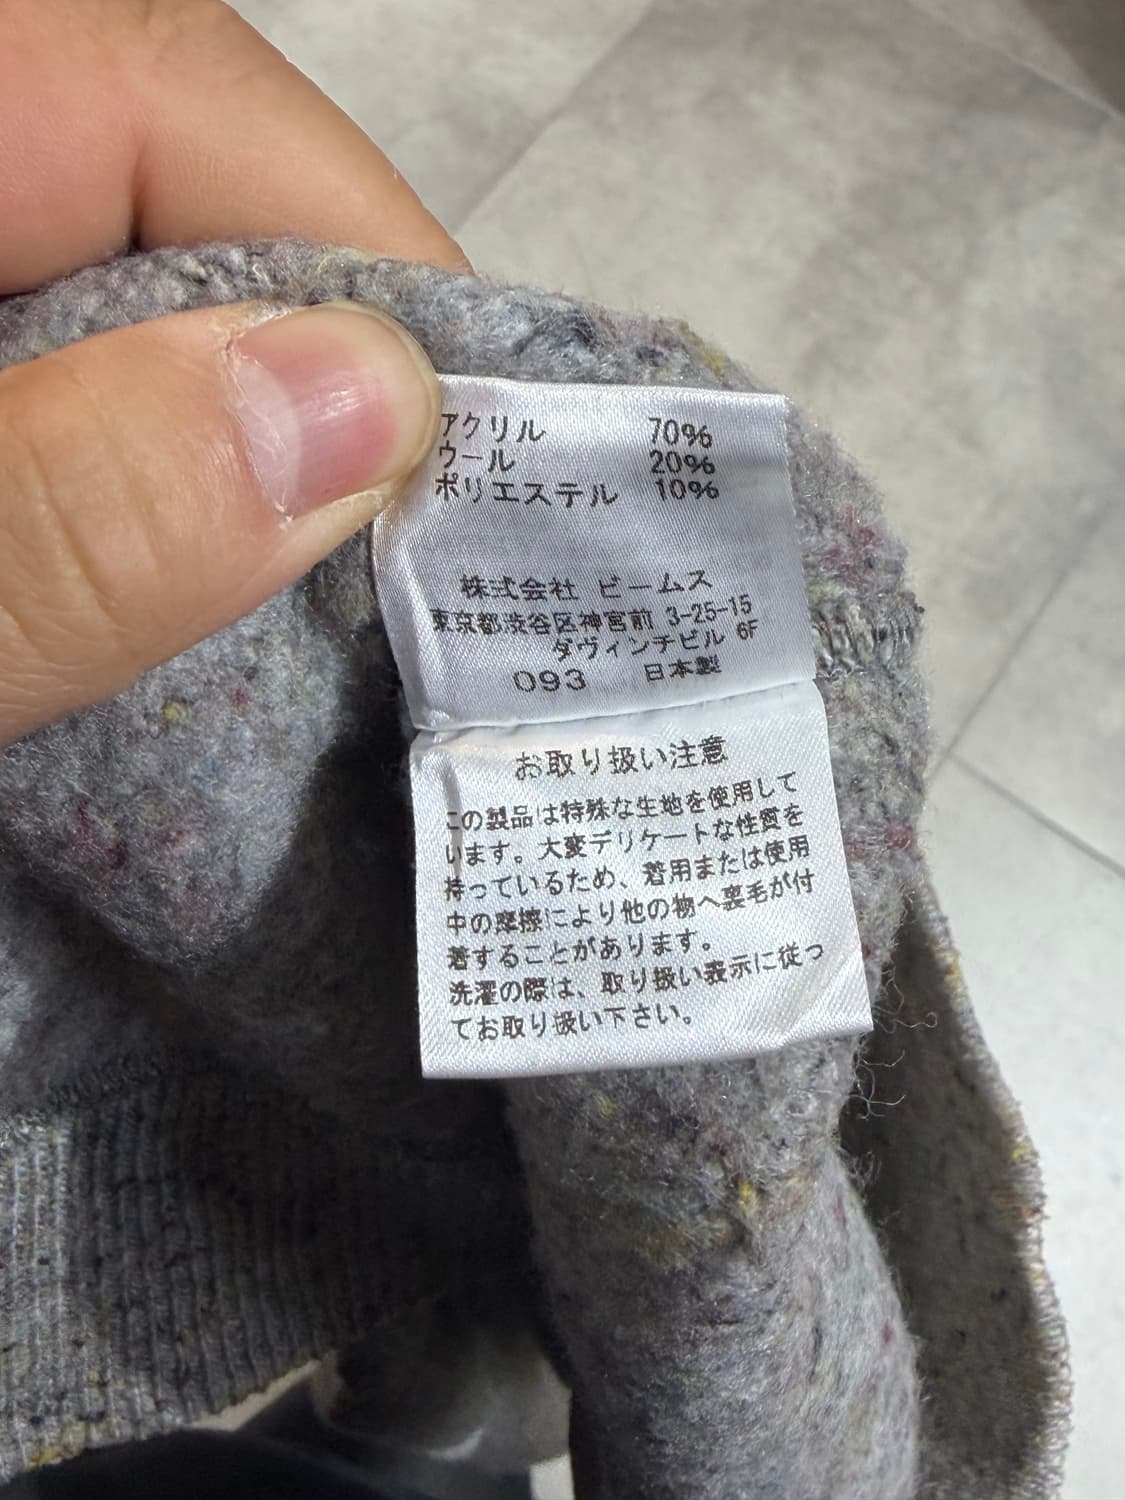 アクリル 70%
ウール 20%
ポリエステル 10%
株式会社 ビームス
東京都渋谷区神宮前 3-25-15
ダヴィンチビル 6F
093 日本製
お取り扱い注意
この製品は特殊な生地を使用して
います。大変デリケートな性質を
持っているため、着用または使用
中の摩擦により他の物へ裏毛が付
着することがあります。
洗濯の際は、取り扱い表示に従っ
てお取り扱い下さい。